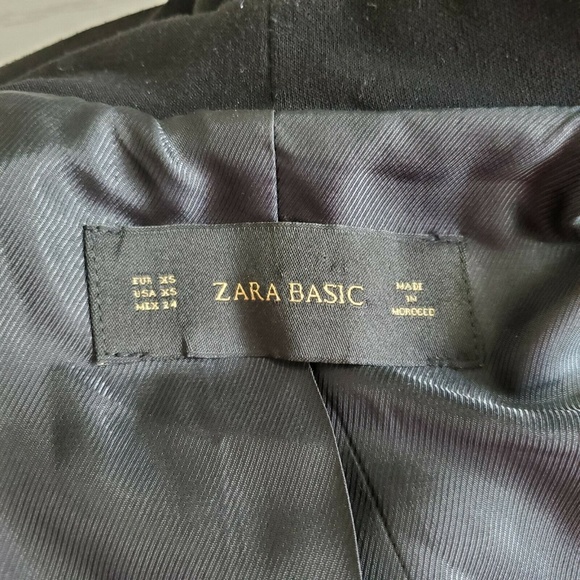 EUR XS
USA XS
MEX 24
ZARA BASIC
MADE
IN
MOROCCO